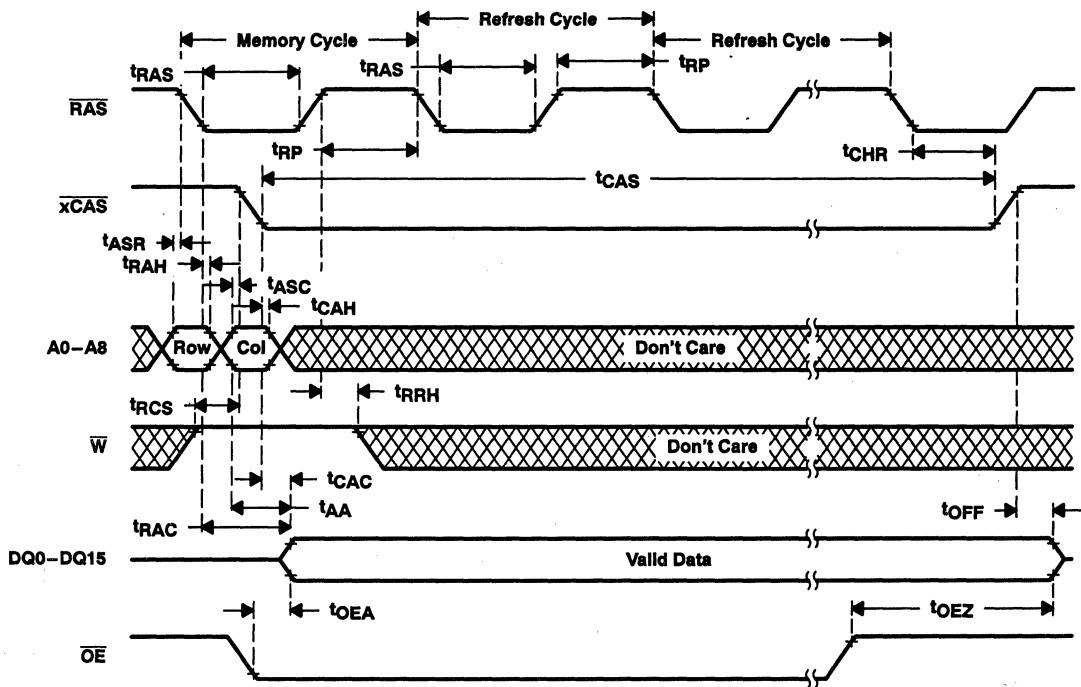 Refresh Cycle
Memory Cycle
Refresh Cycle
tRAS
tRAS
tRP
RAS
tRP
tCHR
tCAS
xCAS
tASR
tRAH
tASC
tCAH
A0–A8
Row
Col
Don't Care
tRRH
tRCS
W
Don't Care
tCAC
tAA
tRAC
tOFF
DQ0–DQ15
Valid Data
tOEA
tOEZ
OE